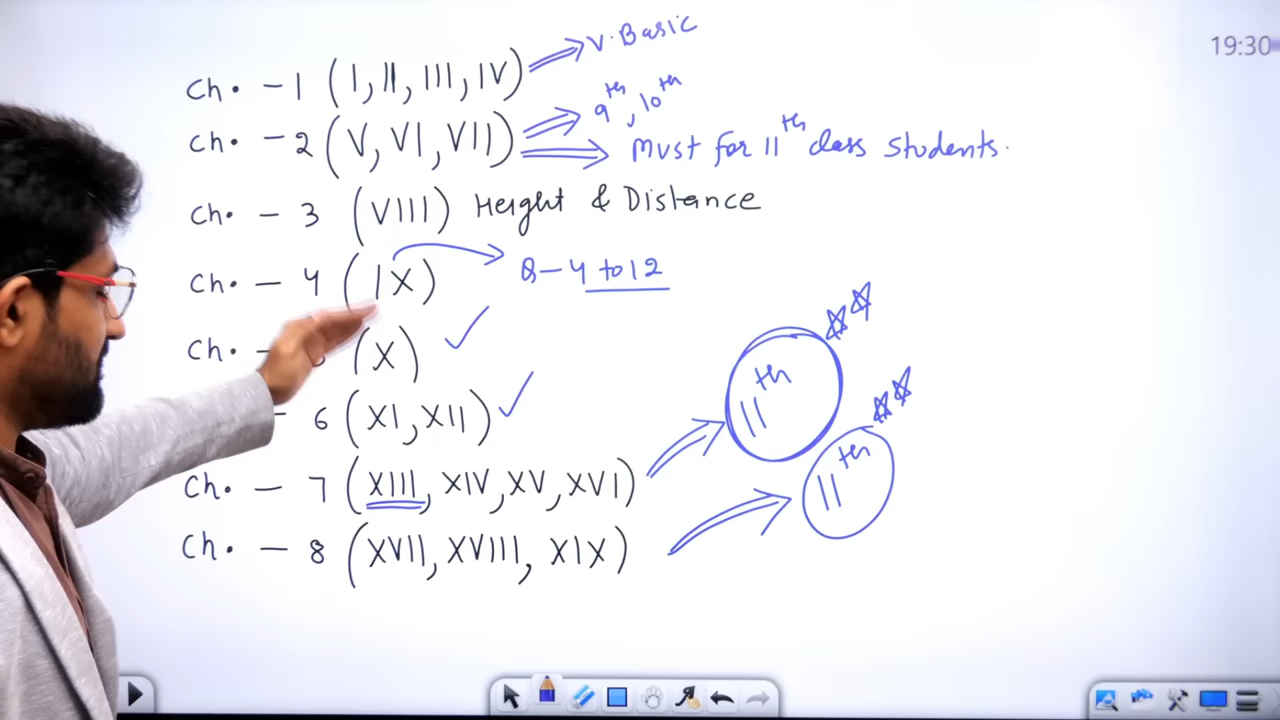 19:30
Ch. - 1 (I, II, III, IV) ⇒ V. Basic
Ch. - 2 (V, VI, VII) ⇒ 9th, 10th
⇒ Must for 11th class students.
Ch. - 3 (VIII) Height & Distance
Ch. - 4 (IX) → Q - 4 to 12
Ch. - (X) ✓
- 6 (XI, XII) ✓
Ch. - 7 (XIII, XIV, XV, XVI) ⇒ 11th ☆☆
Ch. - 8 (XVII, XVIII, XIX) ⇒ 11th ☆☆